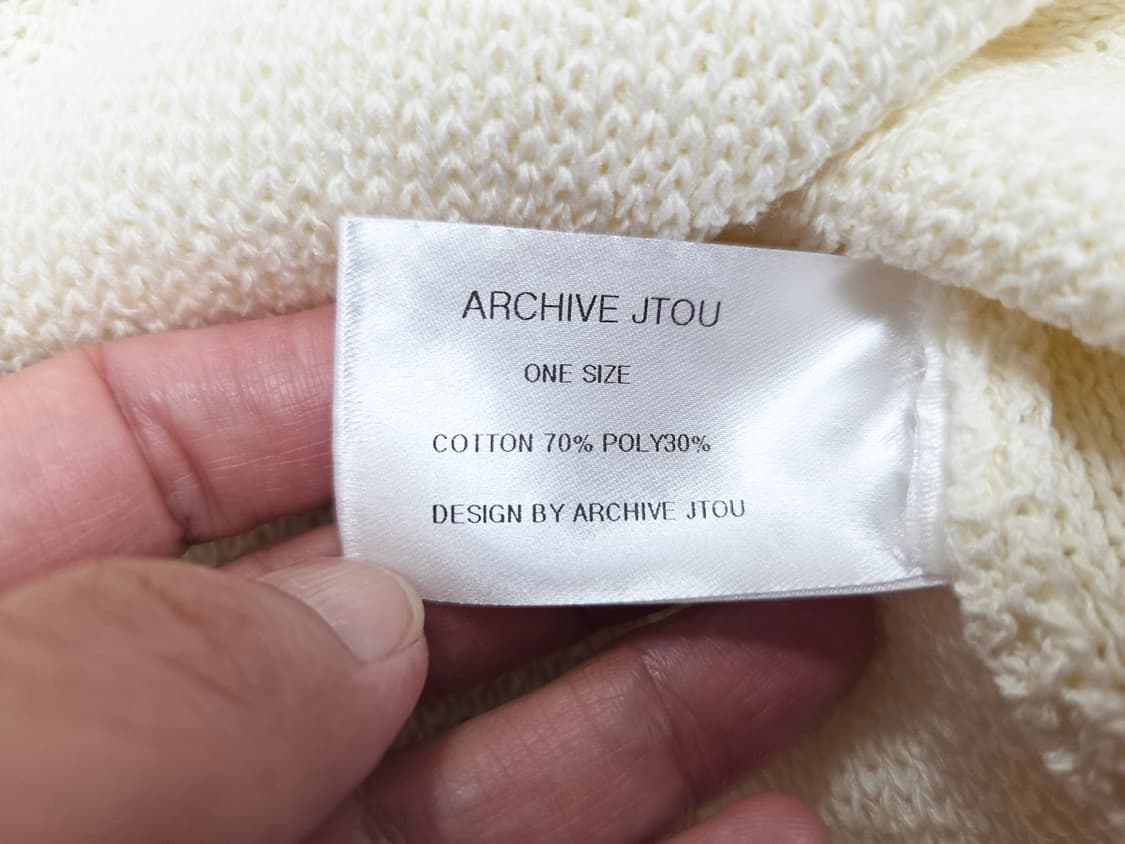 ARCHIVE JTOU
ONE SIZE
COTTON 70% POLY30%
DESIGN BY ARCHIVE JTOU